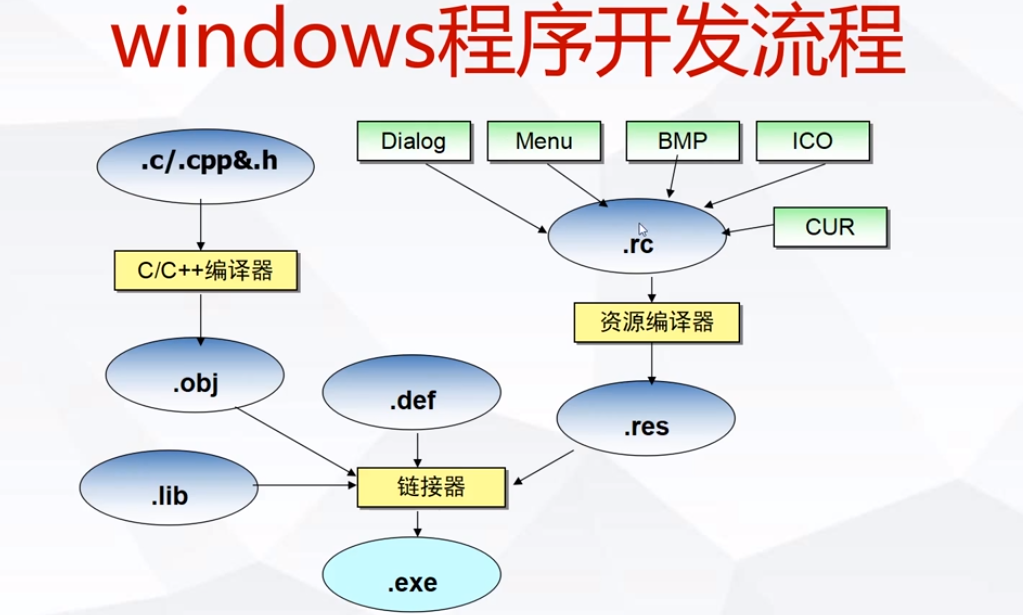 windows程序开发流程
.c/.cpp&.h
Dialog
Menu
BMP
ICO
CUR
.rc
C/C++编译器
资源编译器
.obj
.def
.res
.lib
链接器
.exe